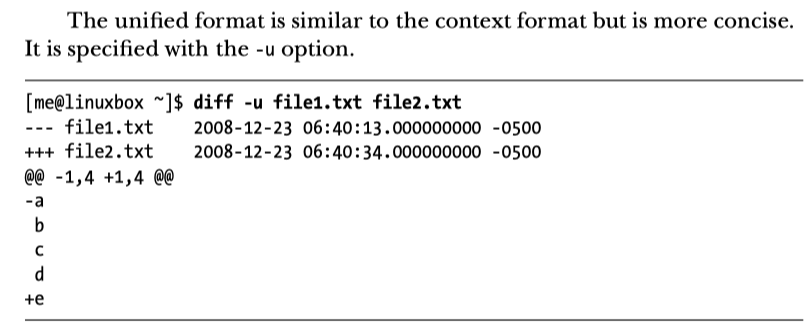 The unified format is similar to the context format but is more concise.
It is specified with the -u option.
[me@linuxbox ~]$ diff -u file1.txt file2.txt
--- file1.txt    2008-12-23 06:40:13.000000000 -0500
+++ file2.txt    2008-12-23 06:40:34.000000000 -0500
@@ -1,4 +1,4 @@
-a
 b
 c
 d
+e